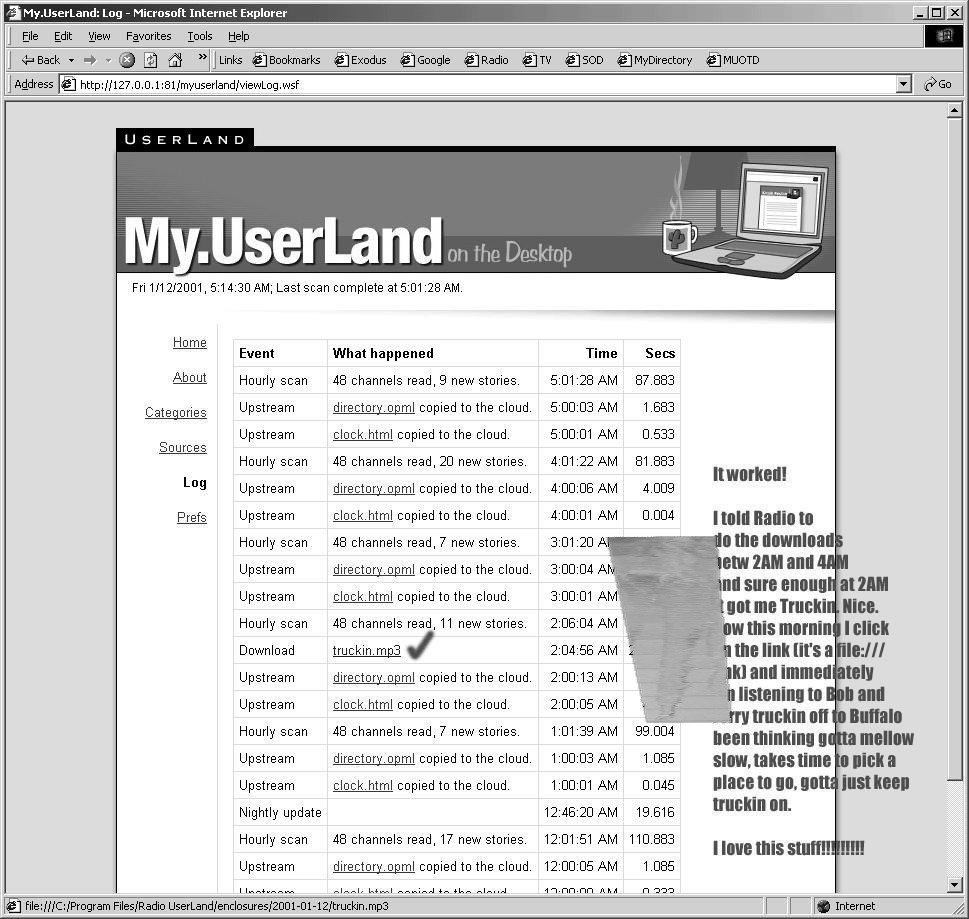 My.UserLand: Log - Microsoft Internet Explorer
File Edit View Favorites Tools Help
Back » Links Bookmarks Exodus Google Radio TV SOD MyDirectory MUOTD
Address http://127.0.0.1:81/myuserland/viewLog.wsf Go
USERLAND
My.UserLand on the Desktop
Fri 1/12/2001, 5:14:30 AM; Last scan complete at 5:01:28 AM.
Home
About
Categories
Sources
Log
Prefs
Event What happened Time Secs
Hourly scan 48 channels read, 9 new stories. 5:01:28 AM 87.883
Upstream directory.opml copied to the cloud. 5:00:03 AM 1.683
Upstream clock.html copied to the cloud. 5:00:01 AM 0.533
Hourly scan 48 channels read, 20 new stories. 4:01:22 AM 81.883
Upstream directory.opml copied to the cloud. 4:00:06 AM 4.009
Upstream clock.html copied to the cloud. 4:00:01 AM 0.004
Hourly scan 48 channels read, 7 new stories. 3:01:20
Upstream directory.opml copied to the cloud. 3:00:04 AM
Upstream clock.html copied to the cloud. 3:00:01 AM
Hourly scan 48 channels read, 11 new stories. 2:06:04 AM
Download truckin.mp3 2:04:56 AM
Upstream directory.opml copied to the cloud. 2:00:13 AM
Upstream clock.html copied to the cloud. 2:00:05 AM
Hourly scan 48 channels read, 7 new stories. 1:01:39 AM 99.004
Upstream directory.opml copied to the cloud. 1:00:03 AM 1.085
Upstream clock.html copied to the cloud. 1:00:01 AM 0.045
Nightly update 12:46:20 AM 19.616
Hourly scan 48 channels read, 17 new stories. 12:01:51 AM 110.883
Upstream directory.opml copied to the cloud. 12:00:05 AM 1.085
Upstream clock.html copied to the cloud. 12:00:00 AM 0.333
It worked!
I told Radio to
do the downloads
2AM and 4AM
and sure enough at 2AM
got me Truckin. Nice.
this morning I click
the link (it's a file:///
and immediately
listening to Bob and
truckin off to Buffalo
been thinking gotta mellow
slow, takes time to pick a
place to go, gotta just keep
truckin on.
I love this stuff!!!!!!!!!
file:///C:/Program Files/Radio UserLand/enclosures/2001-01-12/truckin.mp3 Internet